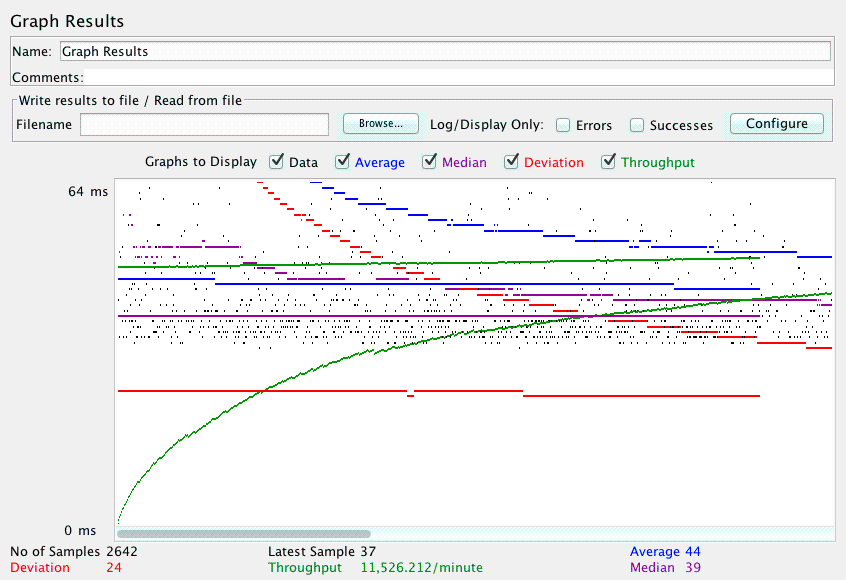 Graph Results
Name: Graph Results
Comments:
Write results to file / Read from file
Filename Browse... Log/Display Only: Errors Successes Configure
Graphs to Display Data Average Median Deviation Throughput
64 ms
0 ms
No of Samples 2642 Latest Sample 37 Average 44
Deviation 24 Throughput 11,526.212/minute Median 39